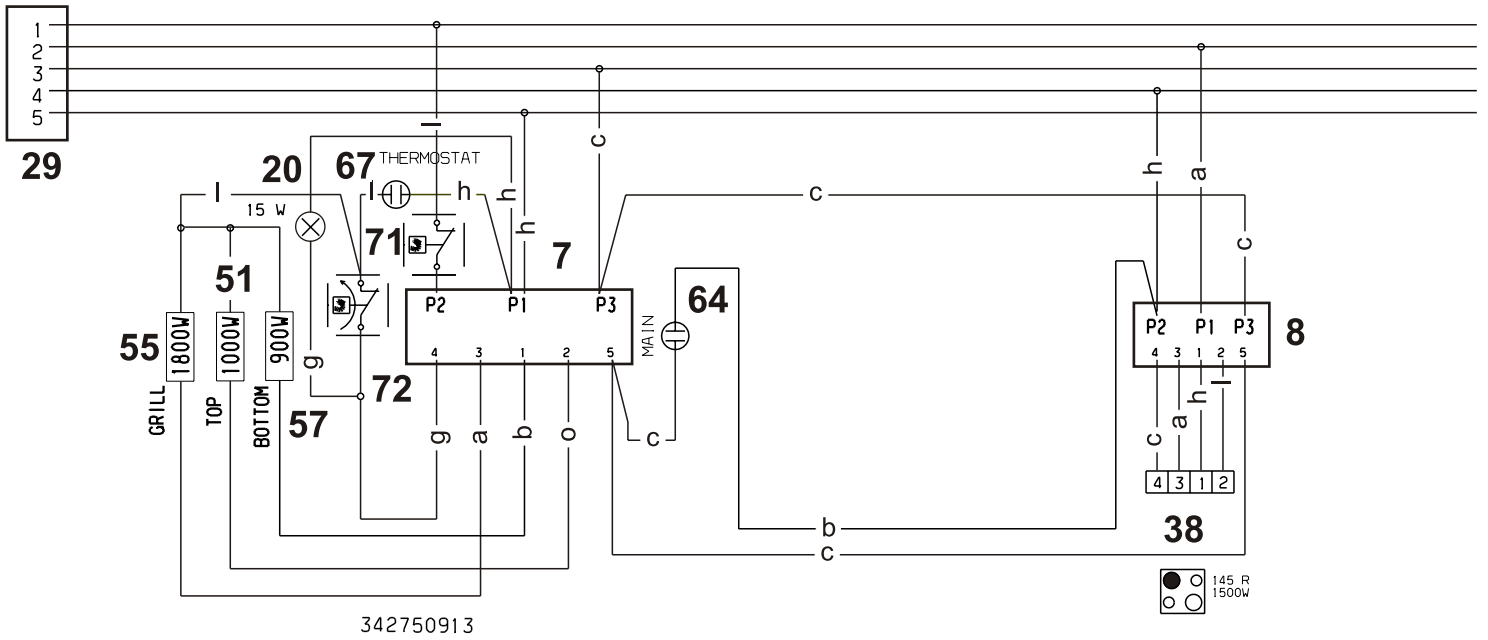 1
2
3
4
5
29
l
THERMOSTAT
20
67
l
h
h
l
15 W
h
c
c
h
a
c
71
7
51
64
P2 P1 P3
4 3 1 2 5
MAIN
P2 P1 P3
4 3 1 2 5
8
55
1800W
1000W
900W
g
72
GRILL
TOP
BOTTOM
57
g
a
b
o
c
c
a
h
l
4 3 1 2
38
b
c
145 R
1500W
342750913